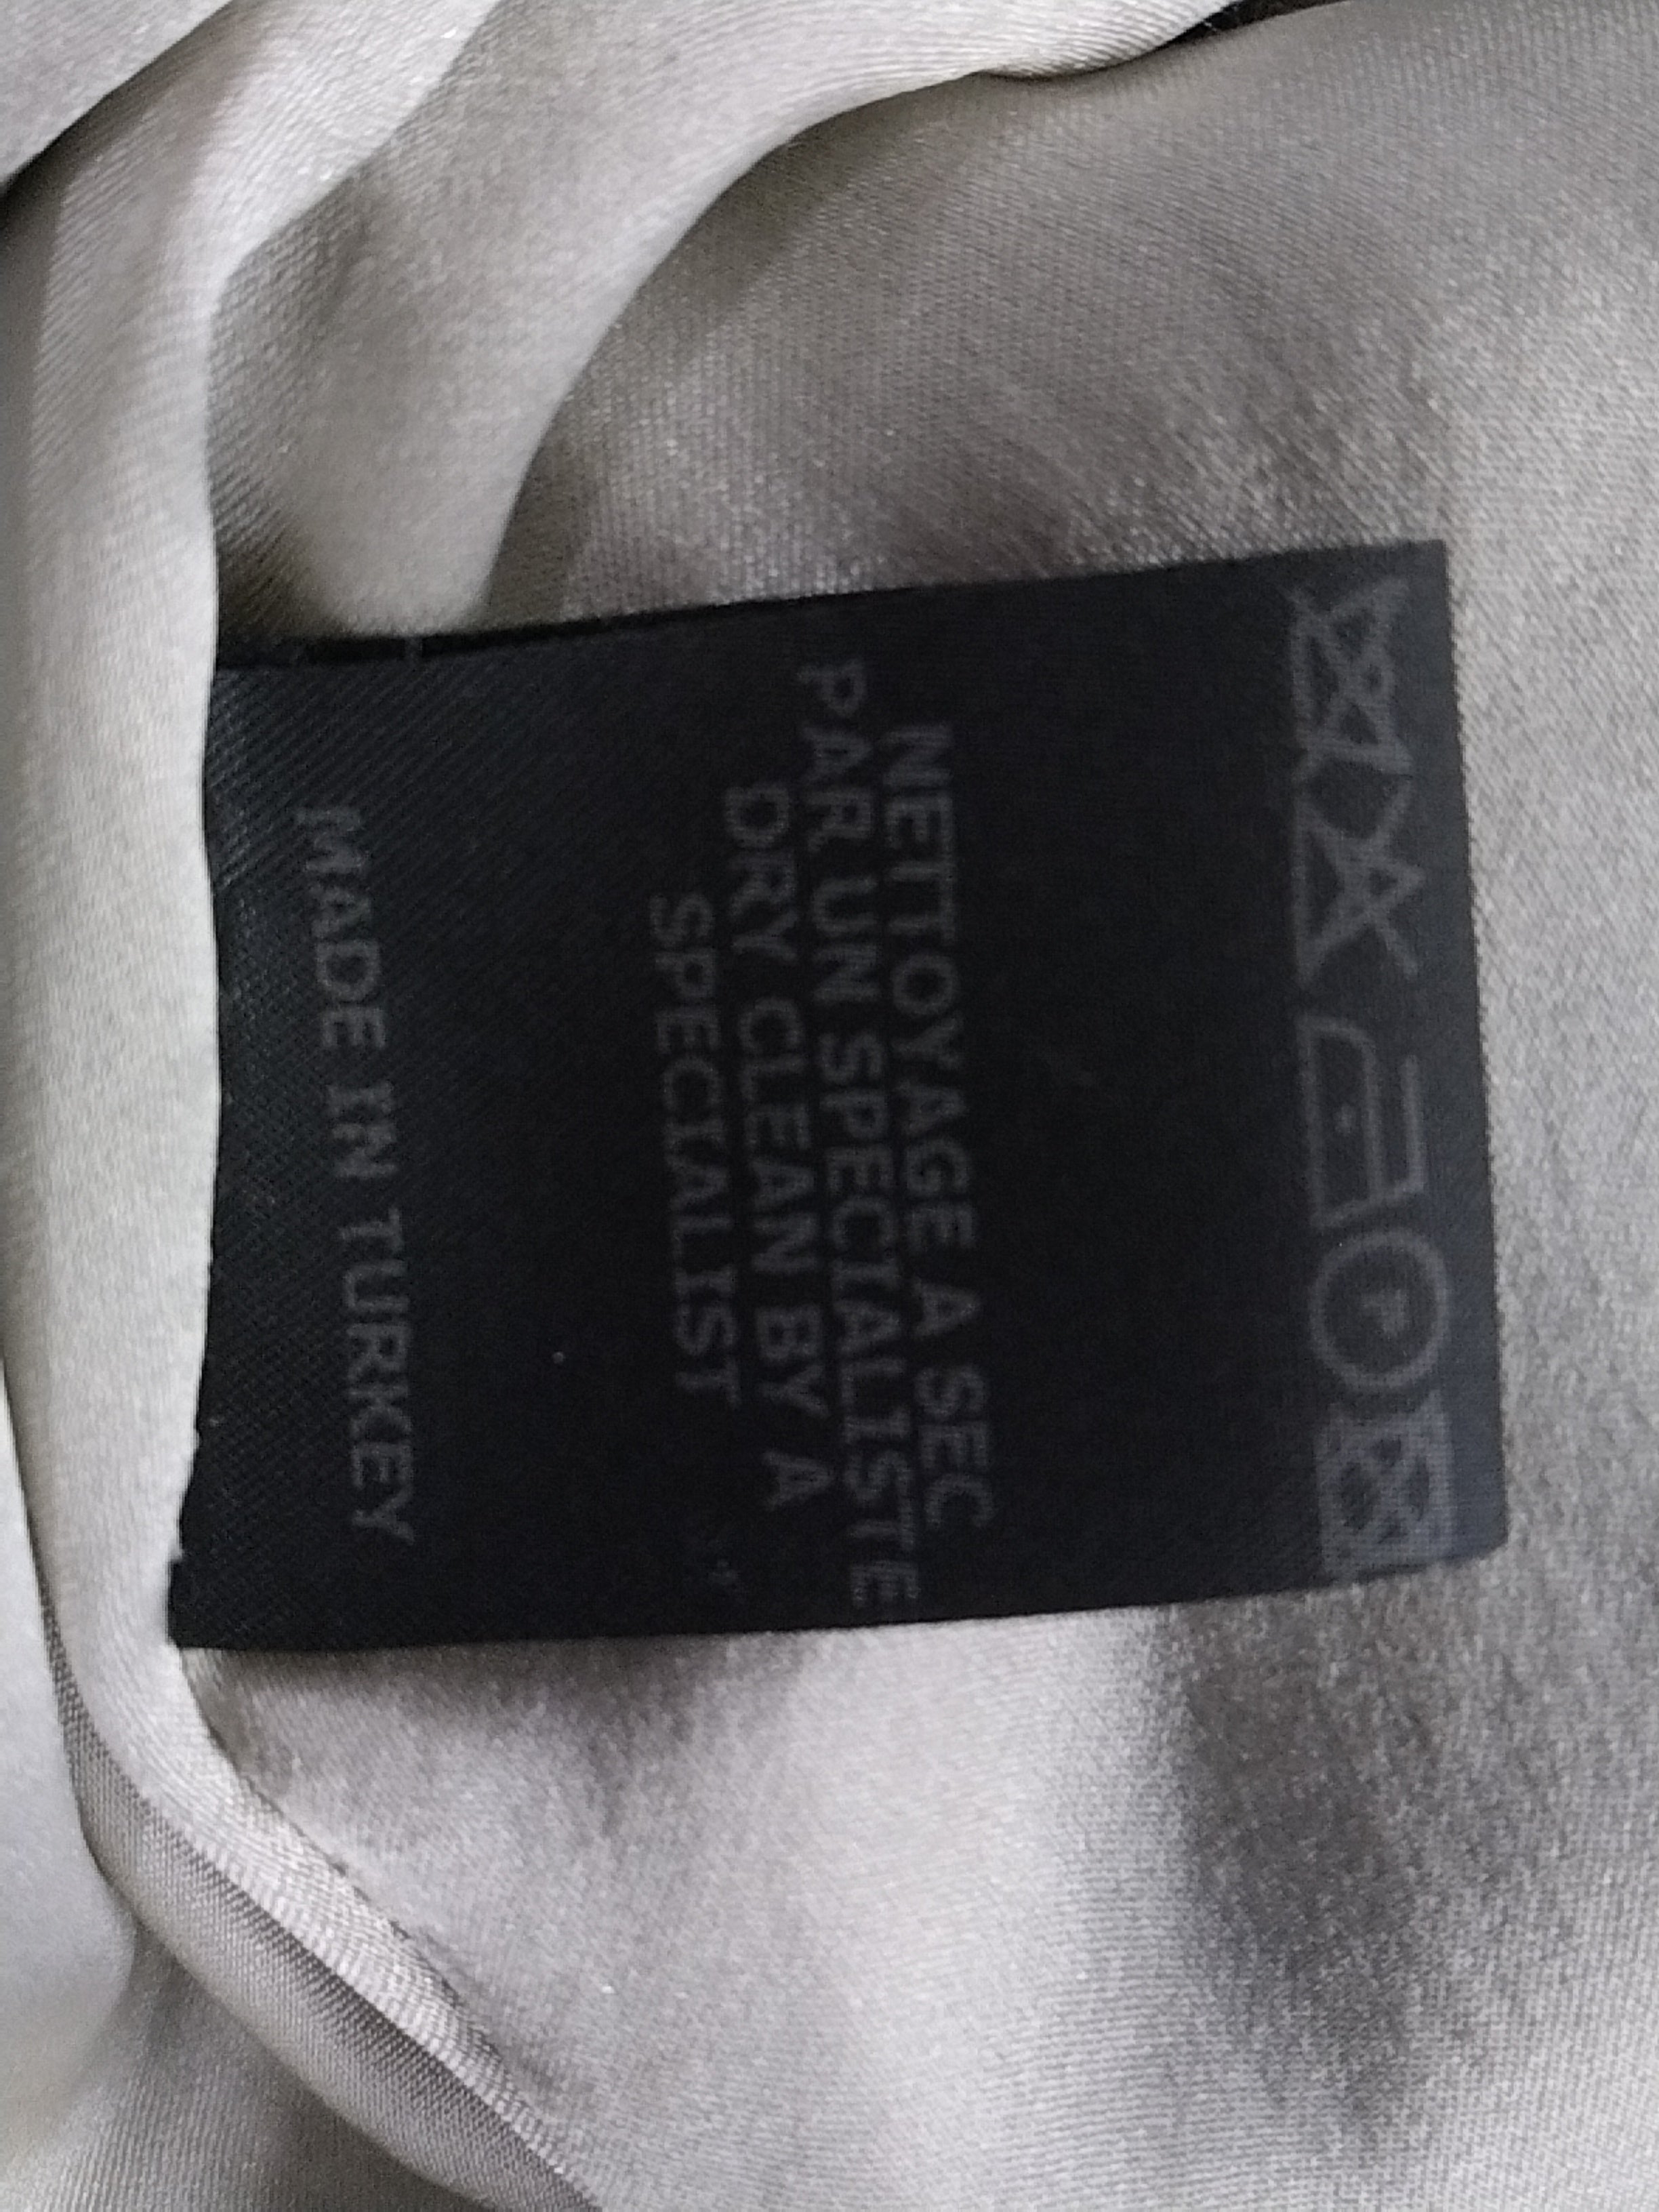 NETTOYAGE A SEC
PAR UN SPECIALISTE
DRY CLEAN BY A
SPECIALIST
MADE IN TURKEY